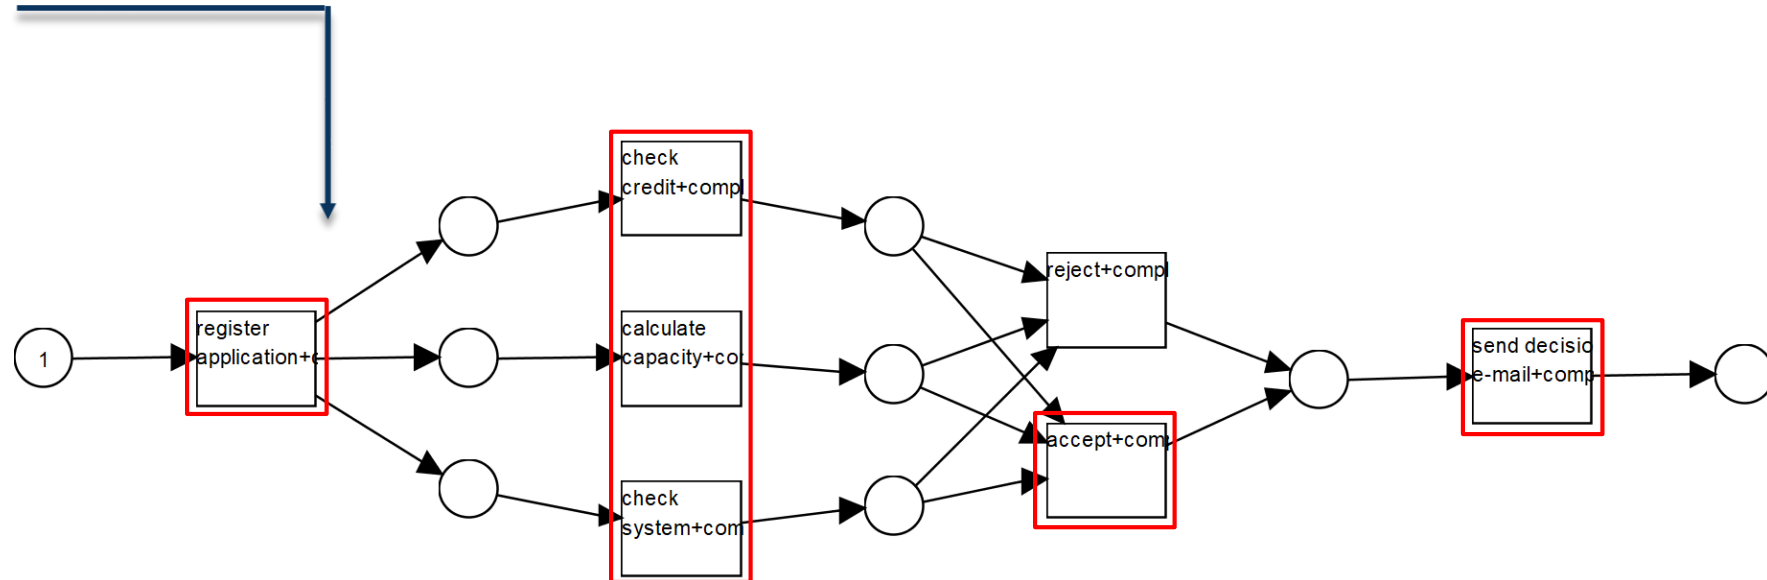 check
credit+compl
reject+compl
register
application+c
1
calculate
capacity+co
send decisio
e-mail+comp
accept+com
check
system+com